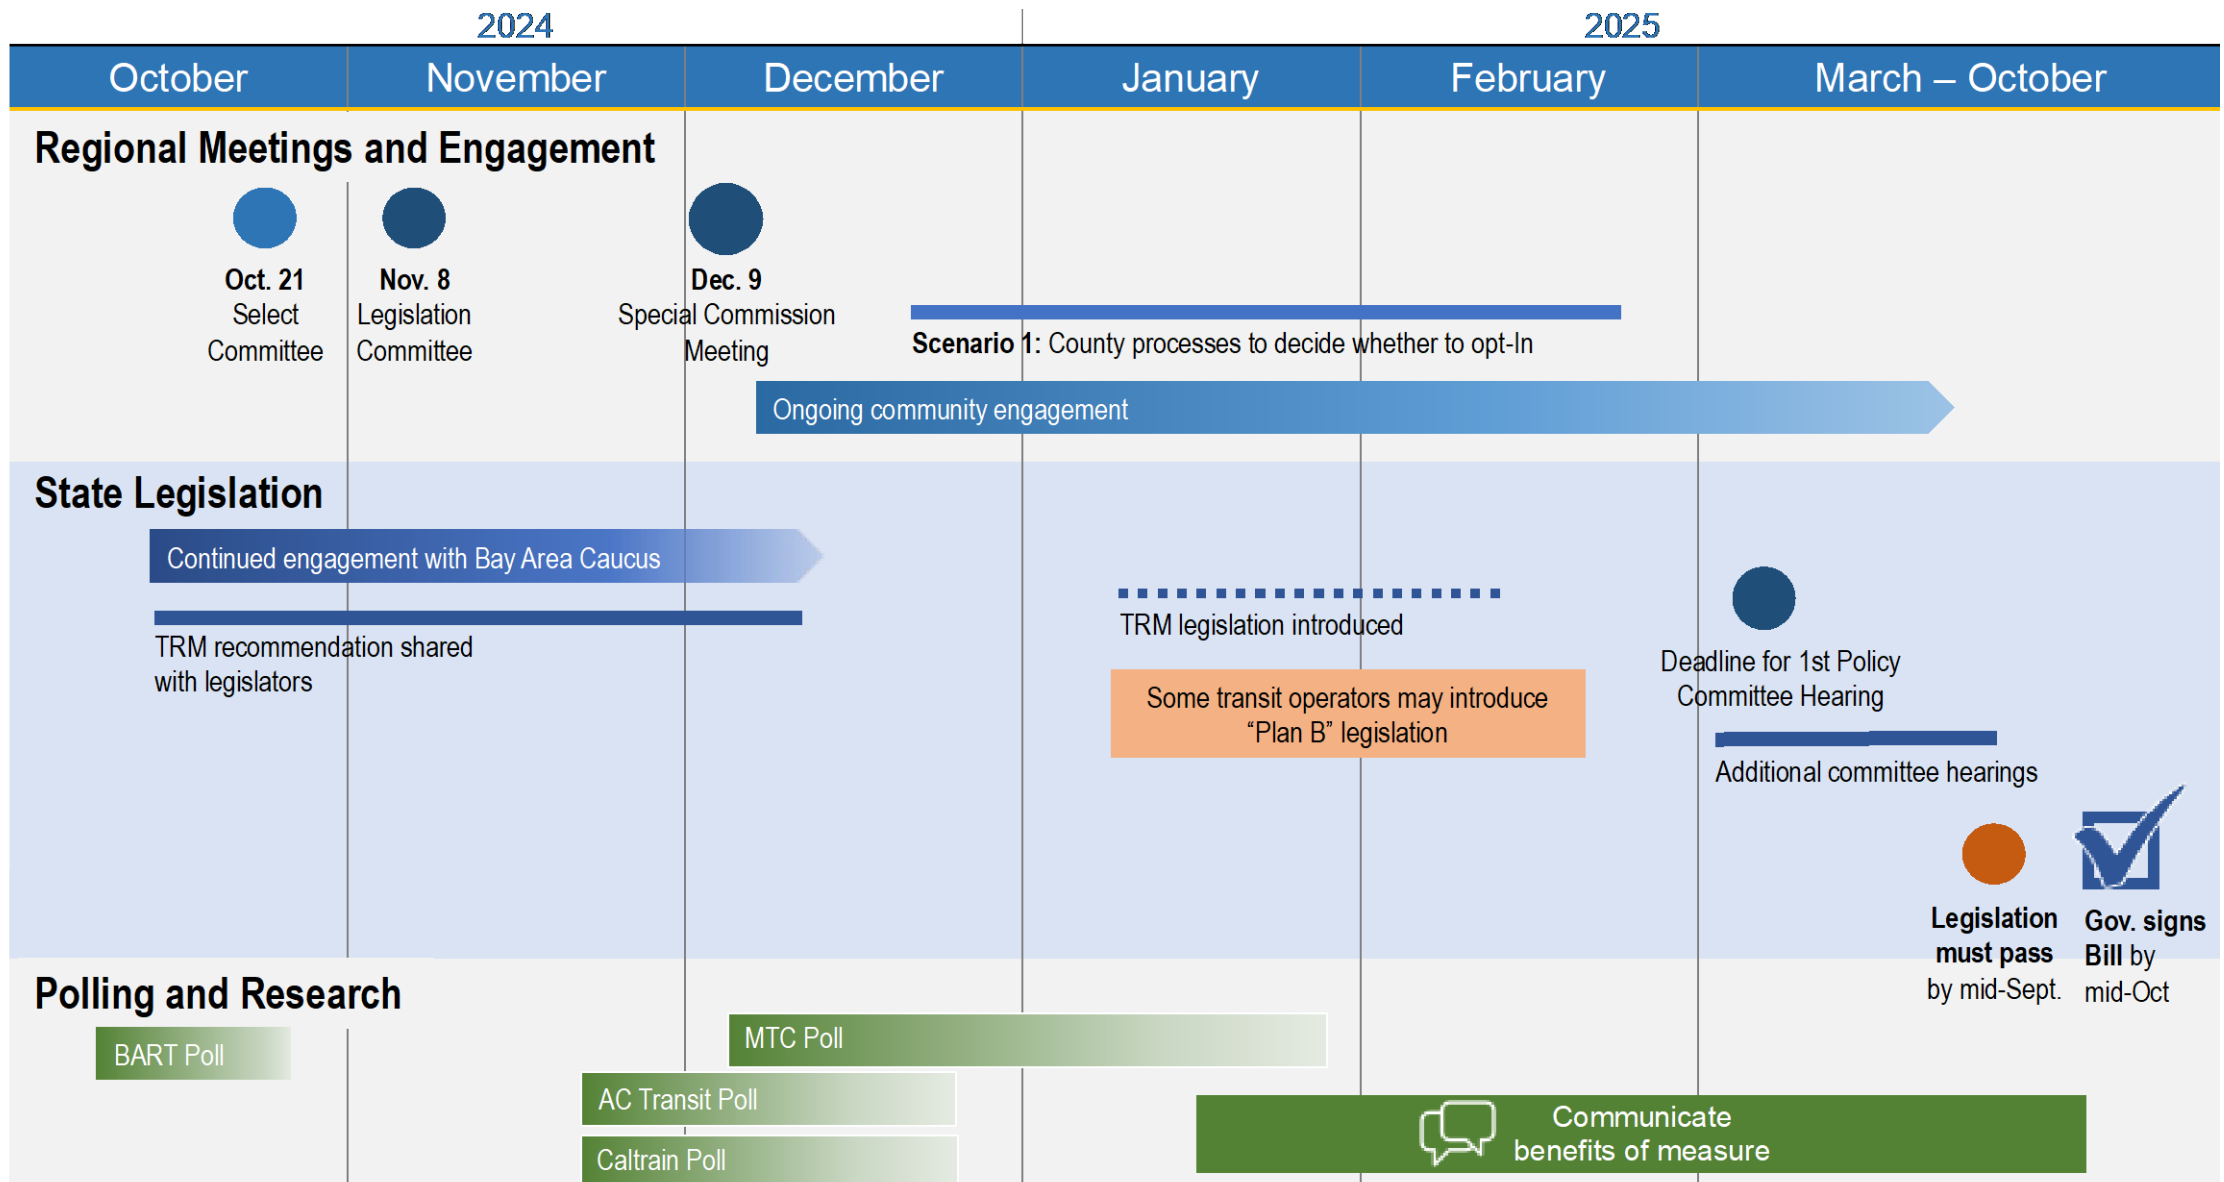 2024
2025
October
November
December
January
February
March – October
Regional Meetings and Engagement
Oct. 21
Select
Committee
Nov. 8
Legislation
Committee
Dec. 9
Special Commission
Meeting
Scenario 1: County processes to decide whether to opt-In
Ongoing community engagement
State Legislation
Continued engagement with Bay Area Caucus
TRM recommendation shared
with legislators
TRM legislation introduced
Some transit operators may introduce
“Plan B” legislation
Deadline for 1st Policy
Committee Hearing
Additional committee hearings
Legislation
must pass
by mid-Sept.
Gov. signs
Bill by
mid-Oct
Polling and Research
BART Poll
MTC Poll
AC Transit Poll
Caltrain Poll
Communicate
benefits of measure